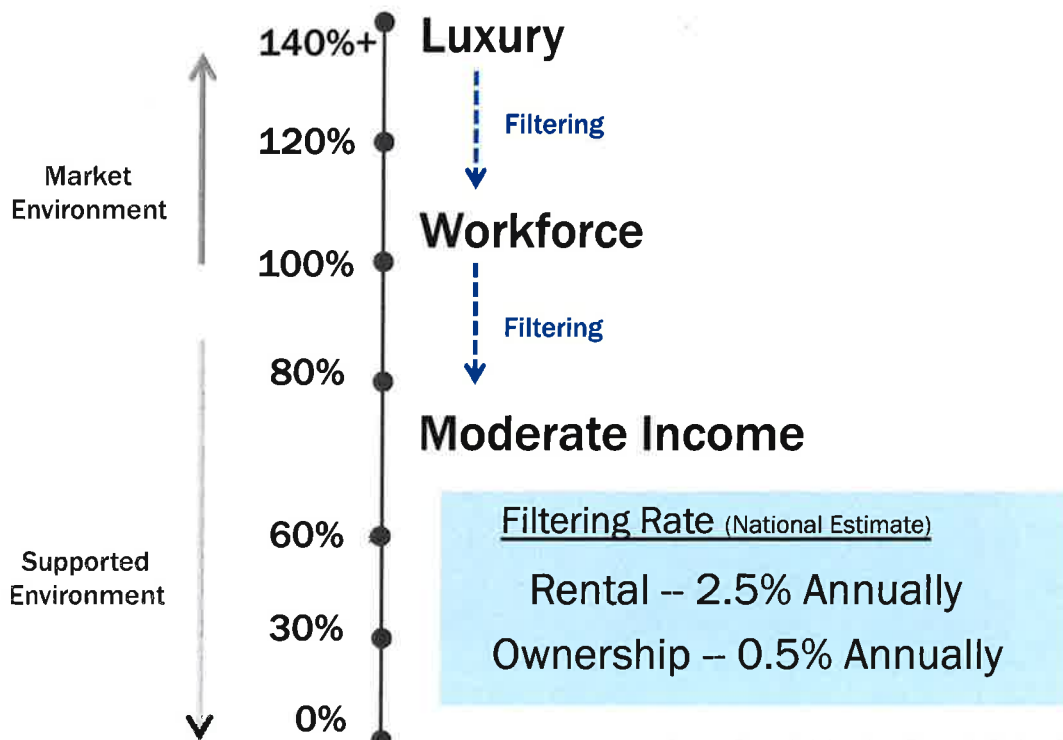 140%+
Luxury
Filtering
120%
Market
Environment
Workforce
100%
Filtering
80%
Moderate Income
Filtering Rate (National Estimate)
60%
Rental -- 2.5% Annually
Supported
Environment
30%
Ownership -- 0.5% Annually
0%